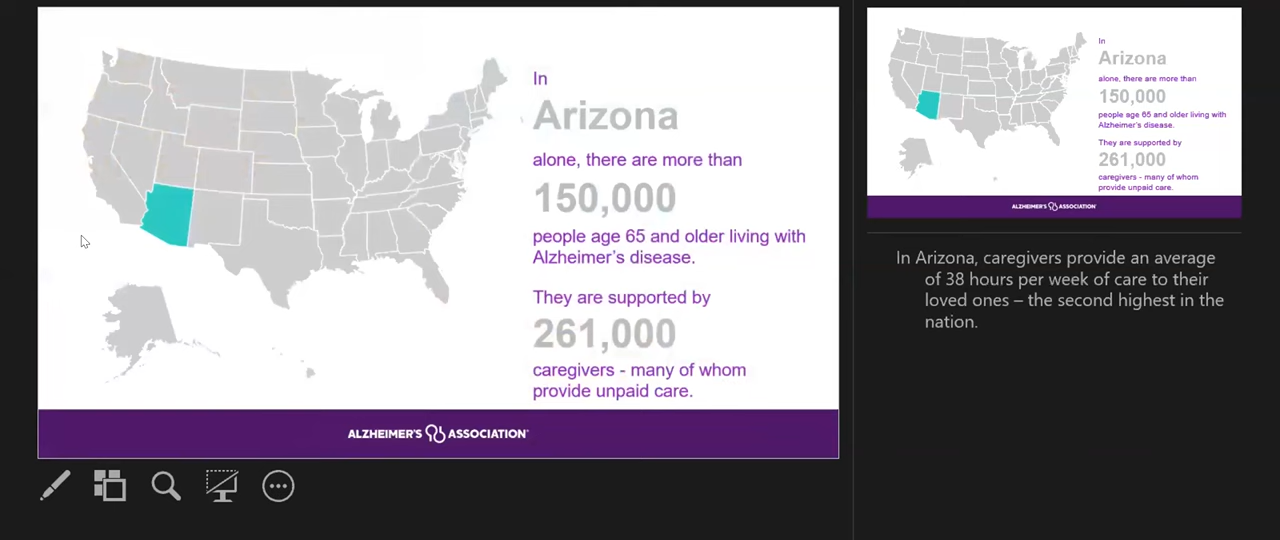 In
Arizona
alone, there are more than
150,000
people age 65 and older living with
Alzheimer's disease.
They are supported by
261,000
caregivers - many of whom
provide unpaid care.
ALZHEIMER'S ASSOCIATION
In
Arizona
alone, there are more than
150,000
people age 65 and older living with
Alzheimer's disease.
They are supported by
261,000
caregivers - many of whom
provide unpaid care.
ALZHEIMER'S ASSOCIATION
In Arizona, caregivers provide an average
of 38 hours per week of care to their
loved ones – the second highest in the
nation.